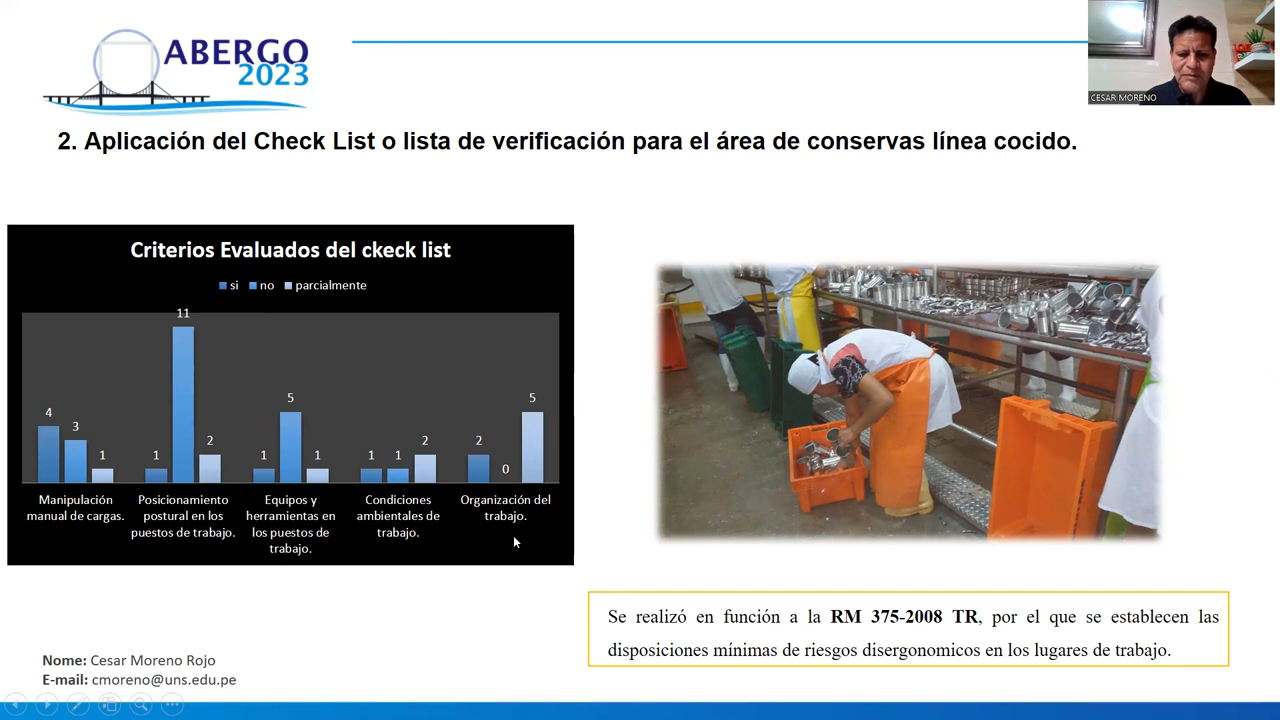 ABERGO
2023
CESAR MORENO
2. Aplicación del Check List o lista de verificación para el área de conservas línea cocido.
Criterios Evaluados del ckeck list
si no parcialmente
4 3 1
1 11 2
1 5 1
1 1 2
2 0 5
Manipulación
manual de cargas.
Posicionamiento
postural en los
puestos de trabajo.
Equipos y
herramientas en
los puestos de
trabajo.
Condiciones
ambientales de
trabajo.
Organización del
trabajo.
Se realizó en función a la RM 375-2008 TR, por el que se establecen las
disposiciones mínimas de riesgos disergonomicos en los lugares de trabajo.
Nome: Cesar Moreno Rojo
E-mail: cmoreno@uns.edu.pe